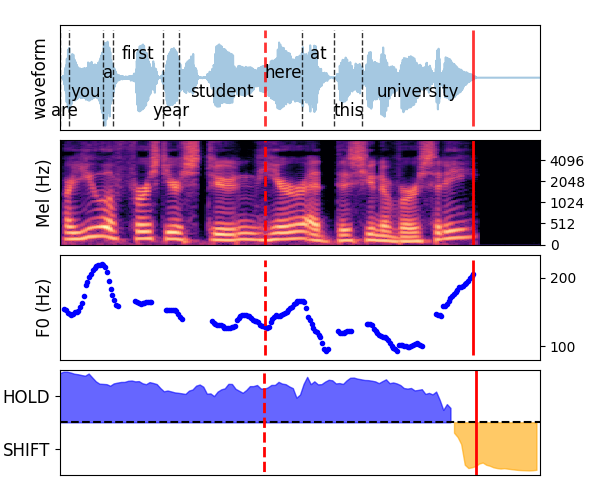 waveform
are you a first year student here at this university
Mel (Hz)
4096
2048
1024
512
0
F0 (Hz)
200
100
HOLD
SHIFT